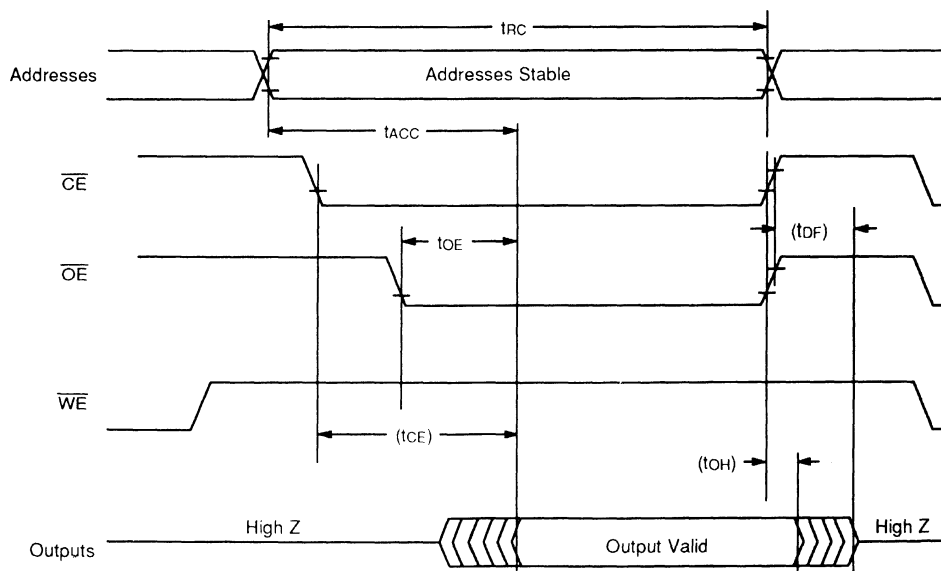 tRC
Addresses
Addresses Stable
tACC
CE
tOE
(tDF)
OE
WE
(tCE)
(tOH)
High Z
High Z
Outputs
Output Valid